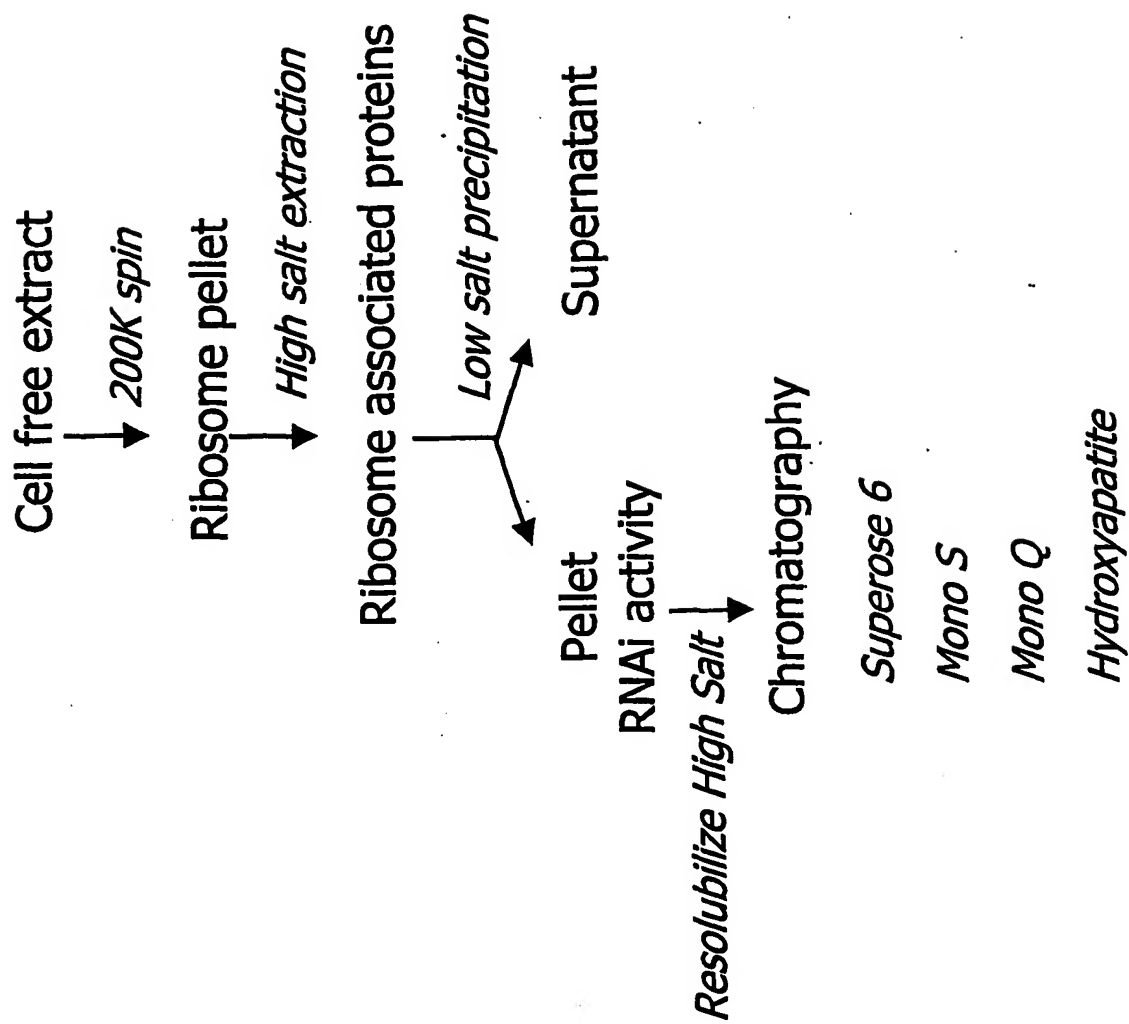 Cell free extract
200K spin
Ribosome pellet
High salt extraction
Ribosome associated proteins
Low salt precipitation
Pellet
RNAi activity
Supernatant
Resolubilize High Salt
Chromatography
Superose 6
Mono S
Mono Q
Hydroxyapatite